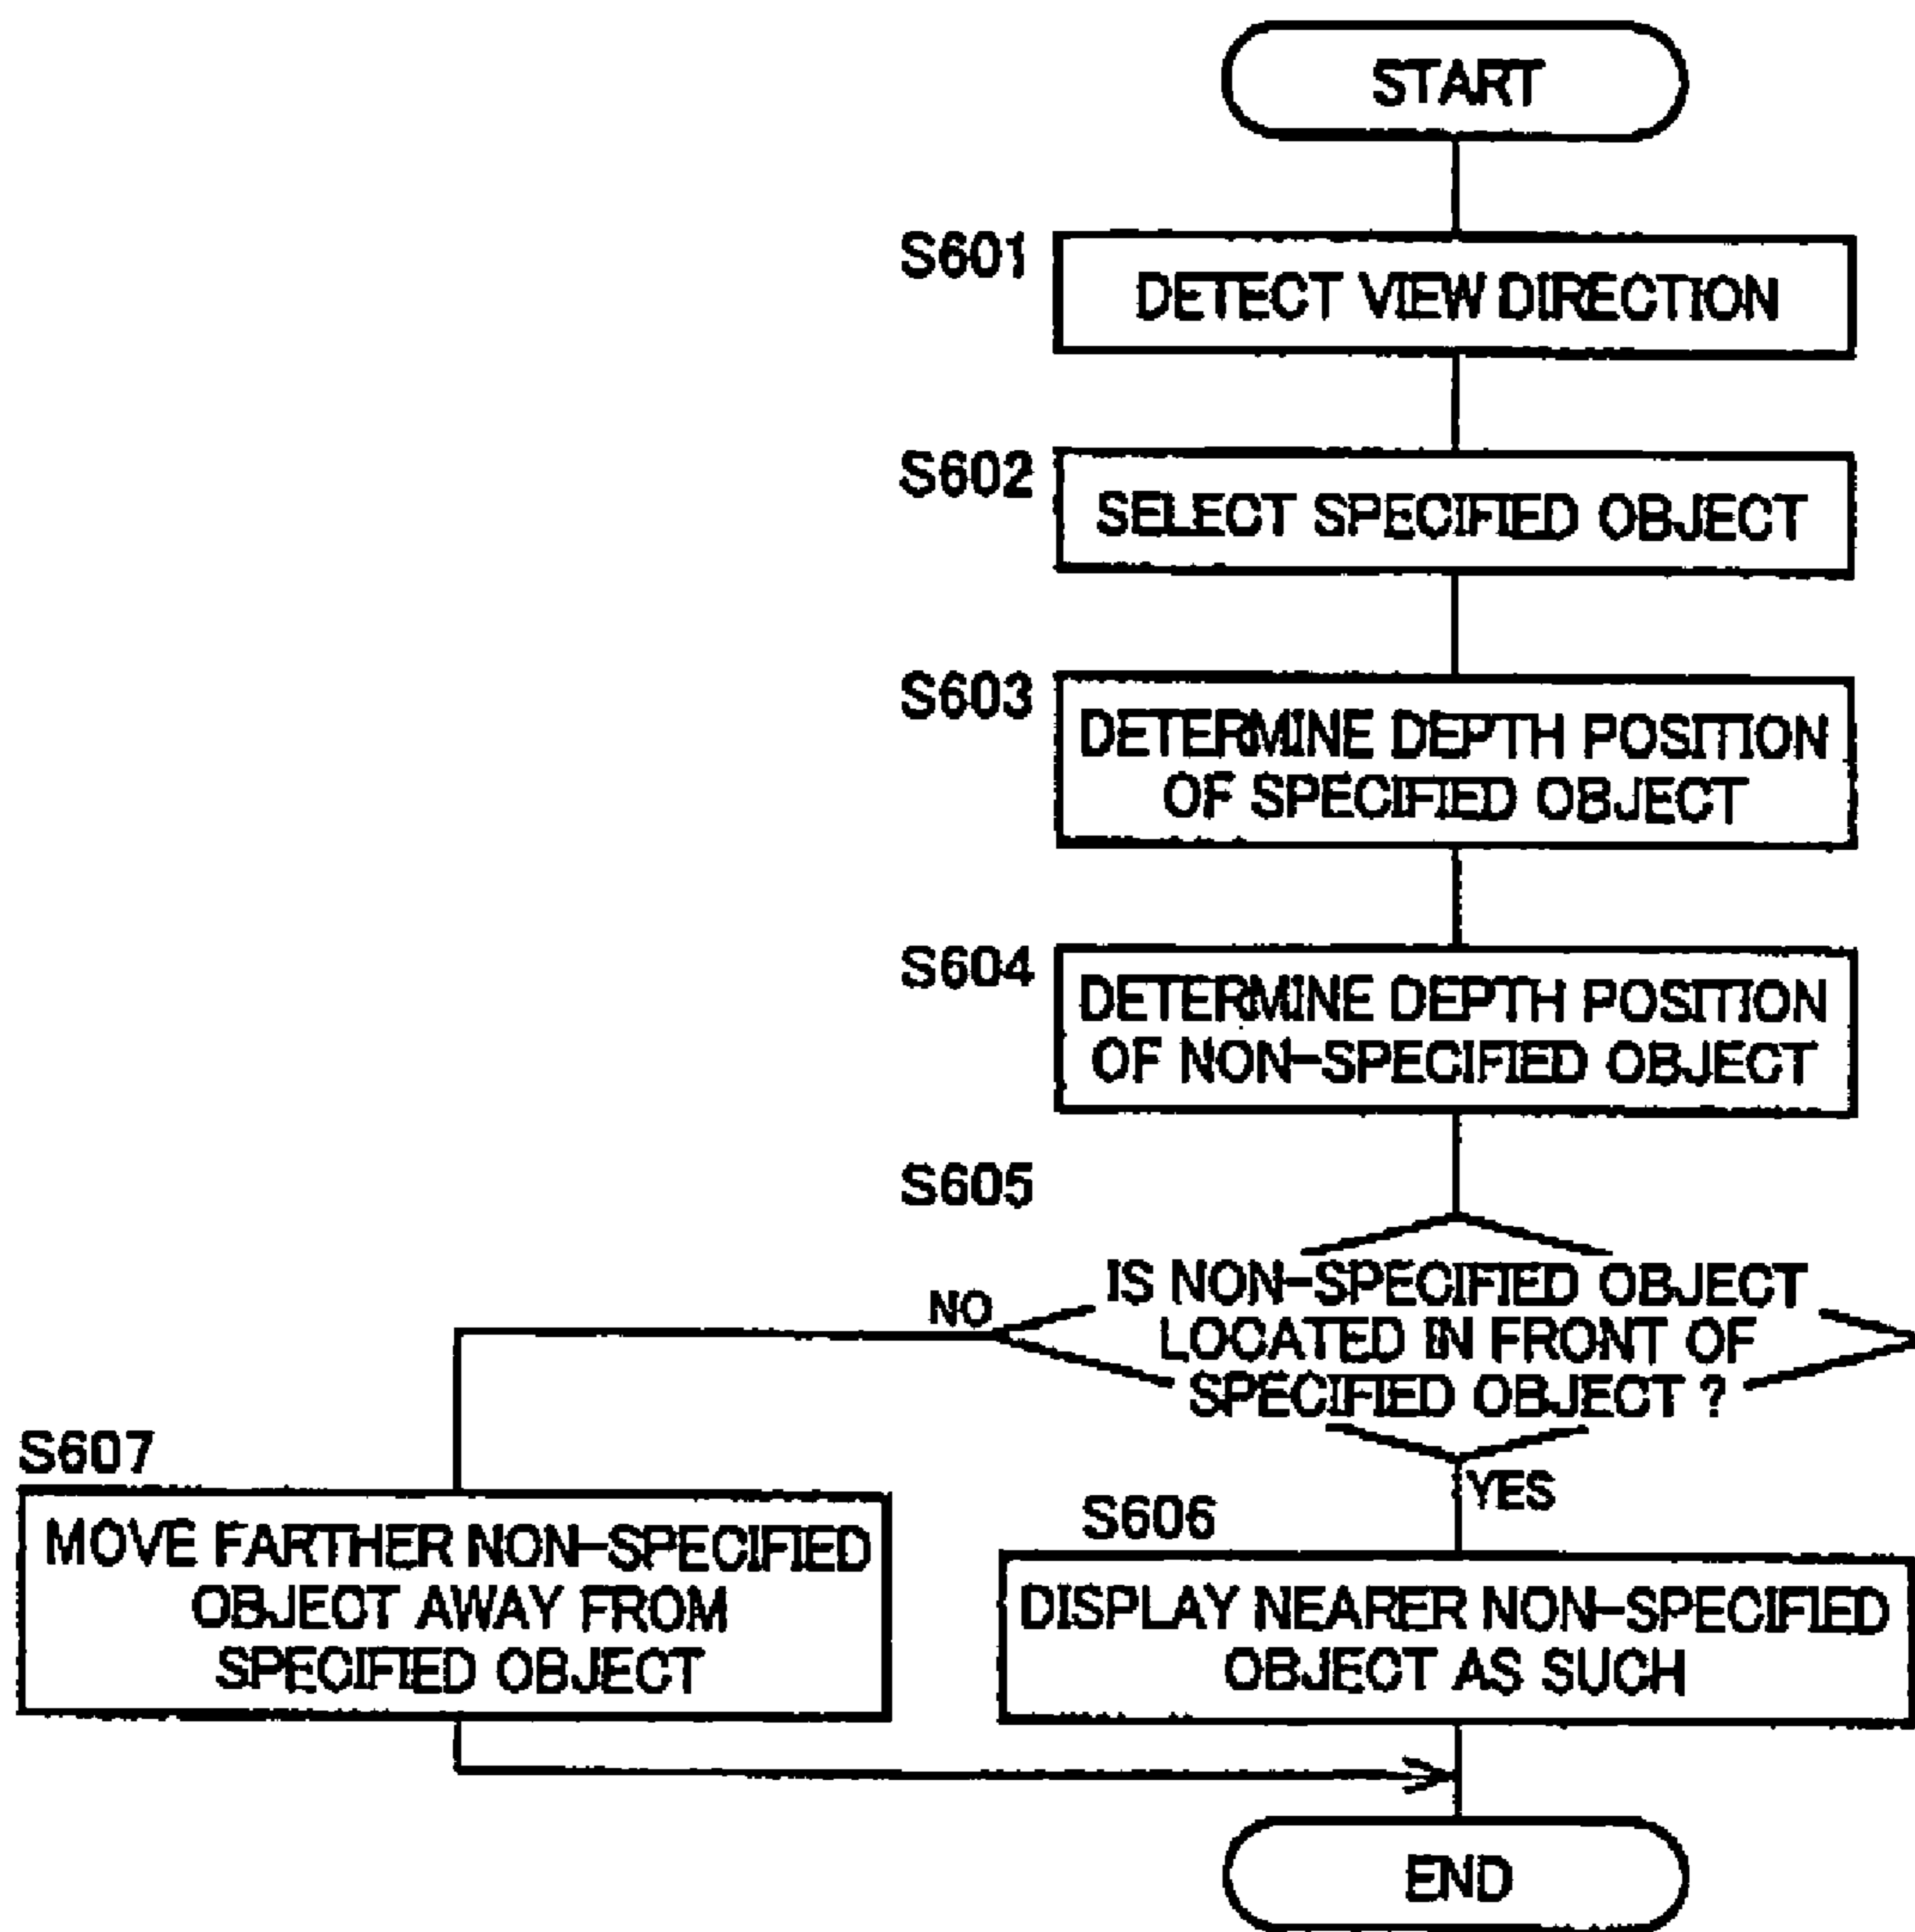 START
S601
DETECT VIEW DIRECTION
S602
SELECT SPECIFIED OBJECT
S603
DETERMINE DEPTH POSITION
OF SPECIFIED OBJECT
S604
DETERMINE DEPTH POSITION
OF NON-SPECIFIED OBJECT
S605
IS NON-SPECIFIED OBJECT
LOCATED IN FRONT OF
SPECIFIED OBJECT ?
NO
YES
S607
MOVE FARTHER NON-SPECIFIED
OBJECT AWAY FROM
SPECIFIED OBJECT
S606
DISPLAY NEARER NON-SPECIFIED
OBJECT AS SUCH
END